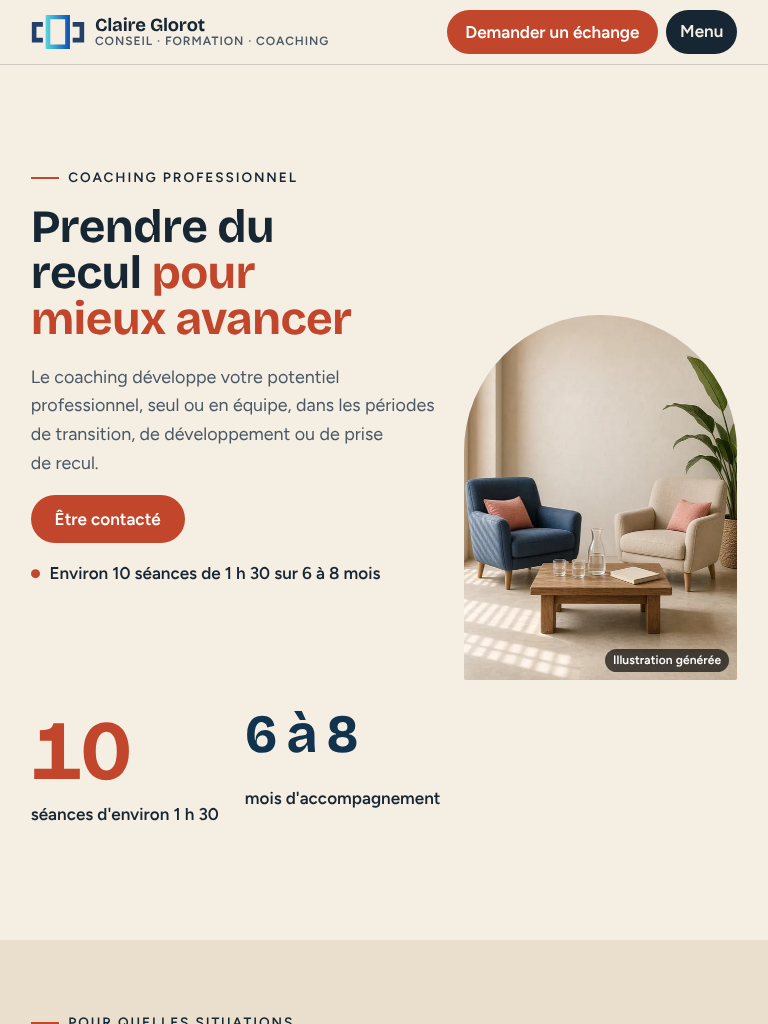 Claire Glorot
CONSEIL · FORMATION · COACHING
Demander un échange
Menu
COACHING PROFESSIONNEL
Prendre du
recul pour
mieux avancer
Le coaching développe votre potentiel
professionnel, seul ou en équipe, dans les périodes
de transition, de développement ou de prise
de recul.
Être contacté
Environ 10 séances de 1 h 30 sur 6 à 8 mois
Illustration générée
10
séances d'environ 1 h 30
6 à 8
mois d'accompagnement
POUR QUELLES SITUATIONS